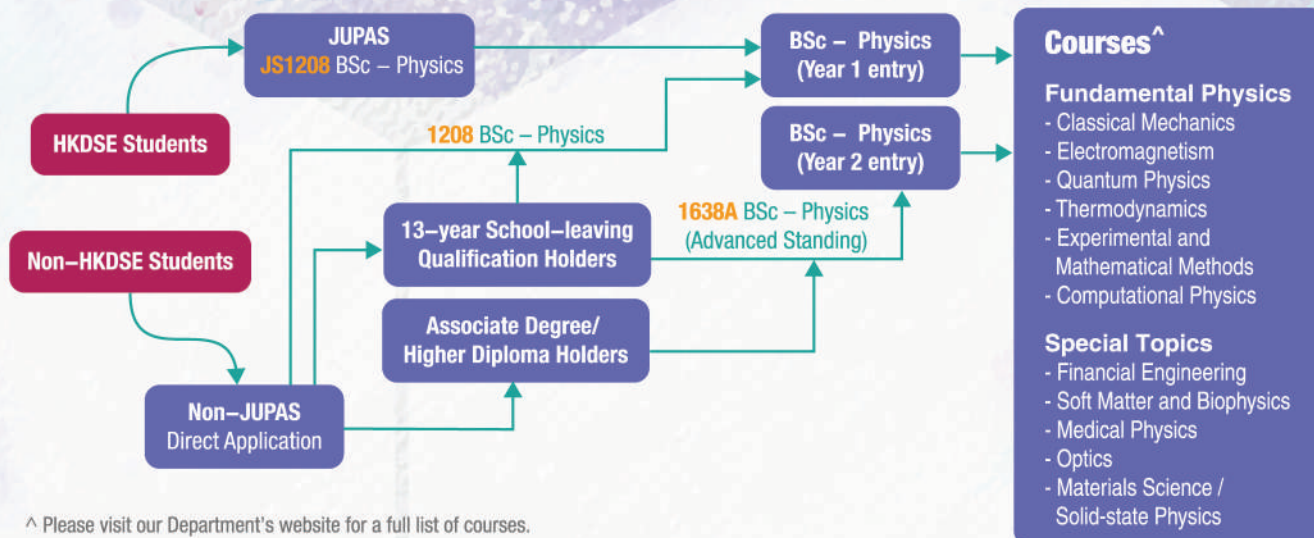 JUPAS
JS1208 BSc – Physics
HKDSE Students
Non–HKDSE Students
Non–JUPAS
Direct Application
1208 BSc – Physics
13–year School–leaving
Qualification Holders
Associate Degree/
Higher Diploma Holders
1638A BSc – Physics
(Advanced Standing)
BSc – Physics
(Year 1 entry)
BSc – Physics
(Year 2 entry)
Courses^
Fundamental Physics
- Classical Mechanics
- Electromagnetism
- Quantum Physics
- Thermodynamics
- Experimental and
Mathematical Methods
- Computational Physics
Special Topics
- Financial Engineering
- Soft Matter and Biophysics
- Medical Physics
- Optics
- Materials Science /
Solid-state Physics
^ Please visit our Department's website for a full list of courses.